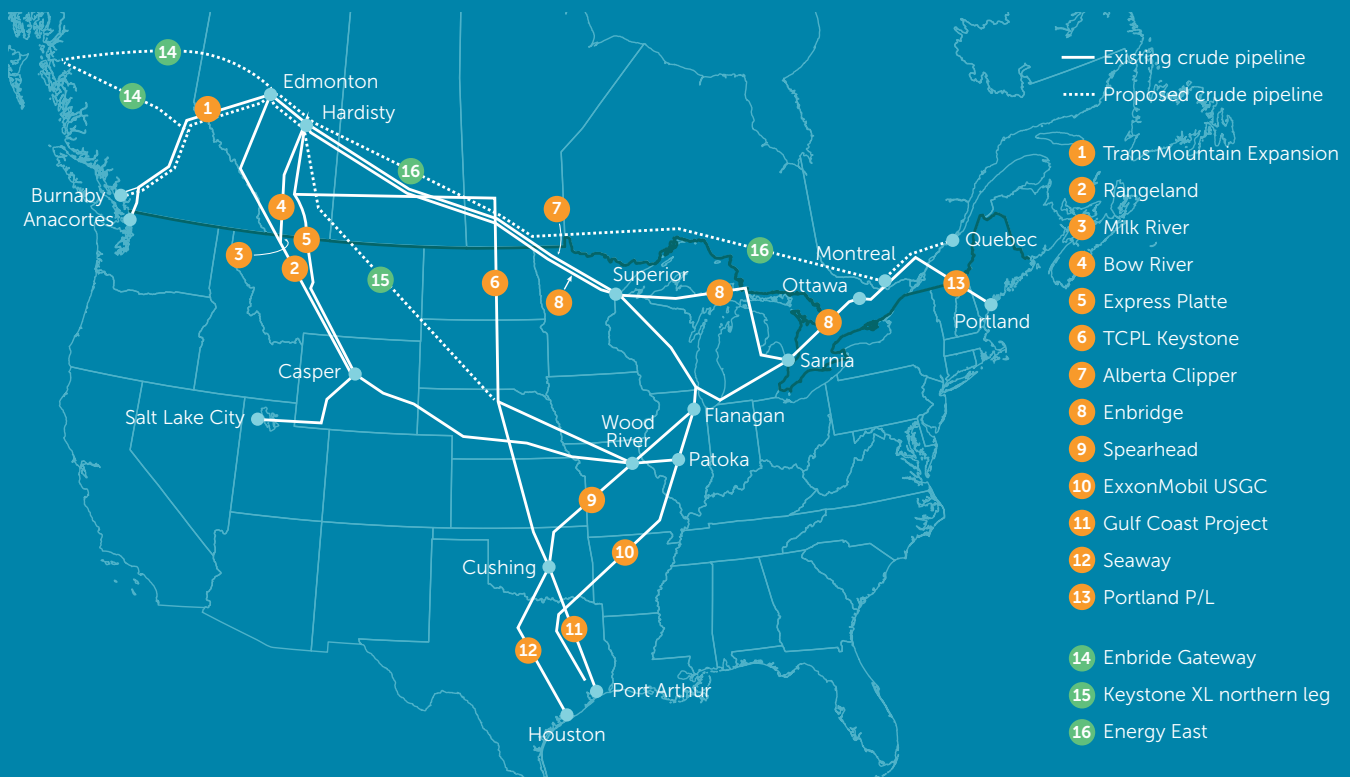 14
Edmonton
14
1
Hardisty
16
Burnaby
Anacortes
4
7
5
3
2
15
6
8
Superior
8
16
Montreal
Ottawa
Quebec
13
Portland
8
Sarnia
Casper
Salt Lake City
Wood
River
Flanagan
Patoka
9
10
Cushing
11
12
Port Arthur
Houston
Existing crude pipeline
Proposed crude pipeline
1 Trans Mountain Expansion
2 Rangeland
3 Milk River
4 Bow River
5 Express Platte
6 TCPL Keystone
7 Alberta Clipper
8 Enbridge
9 Spearhead
10 ExxonMobil USGC
11 Gulf Coast Project
12 Seaway
13 Portland P/L
14 Enbride Gateway
15 Keystone XL northern leg
16 Energy East